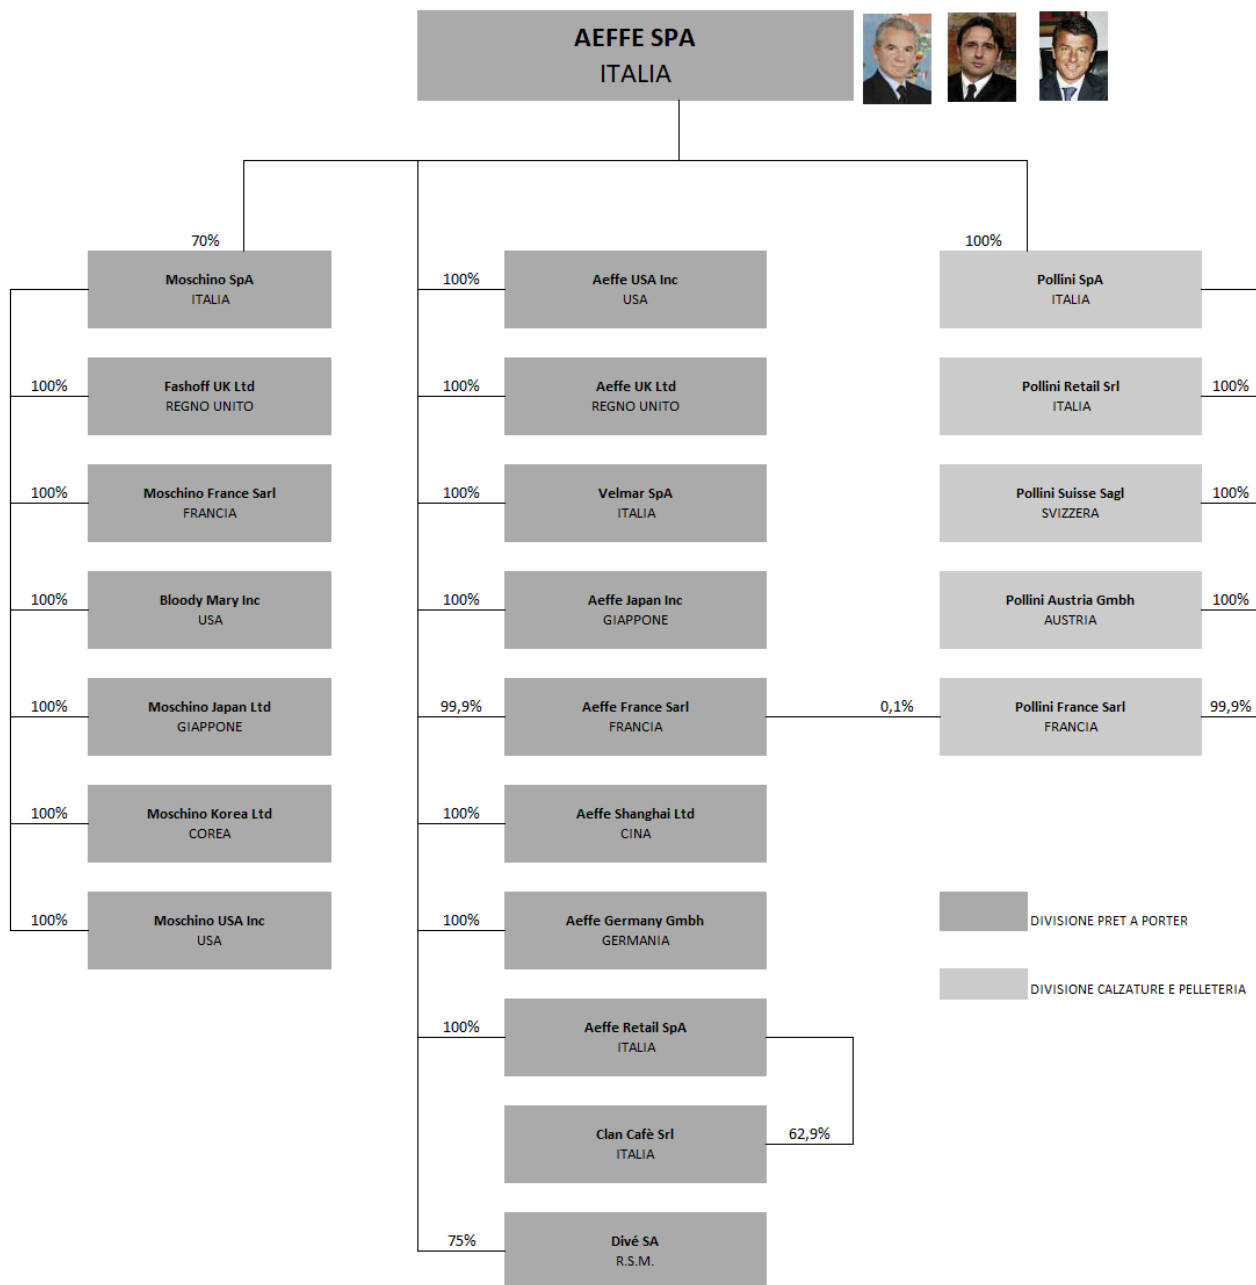 AEFFE SPA
ITALIA
70%
100%
Moschino SpA
ITALIA
100%
Aeffe USA Inc
USA
Pollini SpA
ITALIA
100%
Fashoff UK Ltd
REGNO UNITO
100%
Aeffe UK Ltd
REGNO UNITO
Pollini Retail Srl
ITALIA
100%
100%
Moschino France Sarl
FRANCIA
100%
Velmar SpA
ITALIA
Pollini Suisse Sagl
SVIZZERA
100%
100%
Bloody Mary Inc
USA
100%
Aeffe Japan Inc
GIAPPONE
Pollini Austria Gmbh
AUSTRIA
100%
100%
Moschino Japan Ltd
GIAPPONE
99,9%
Aeffe France Sarl
FRANCIA
0,1%
Pollini France Sarl
FRANCIA
99,9%
100%
Moschino Korea Ltd
COREA
100%
Aeffe Shanghai Ltd
CINA
100%
Moschino USA Inc
USA
100%
Aeffe Germany Gmbh
GERMANIA
DIVISIONE PRET A PORTER
DIVISIONE CALZATURE E PELLETERIA
100%
Aeffe Retail SpA
ITALIA
Clan Cafè Srl
ITALIA
62,9%
75%
Divé SA
R.S.M.